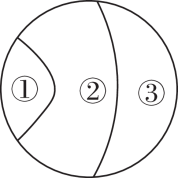 ① ② ③